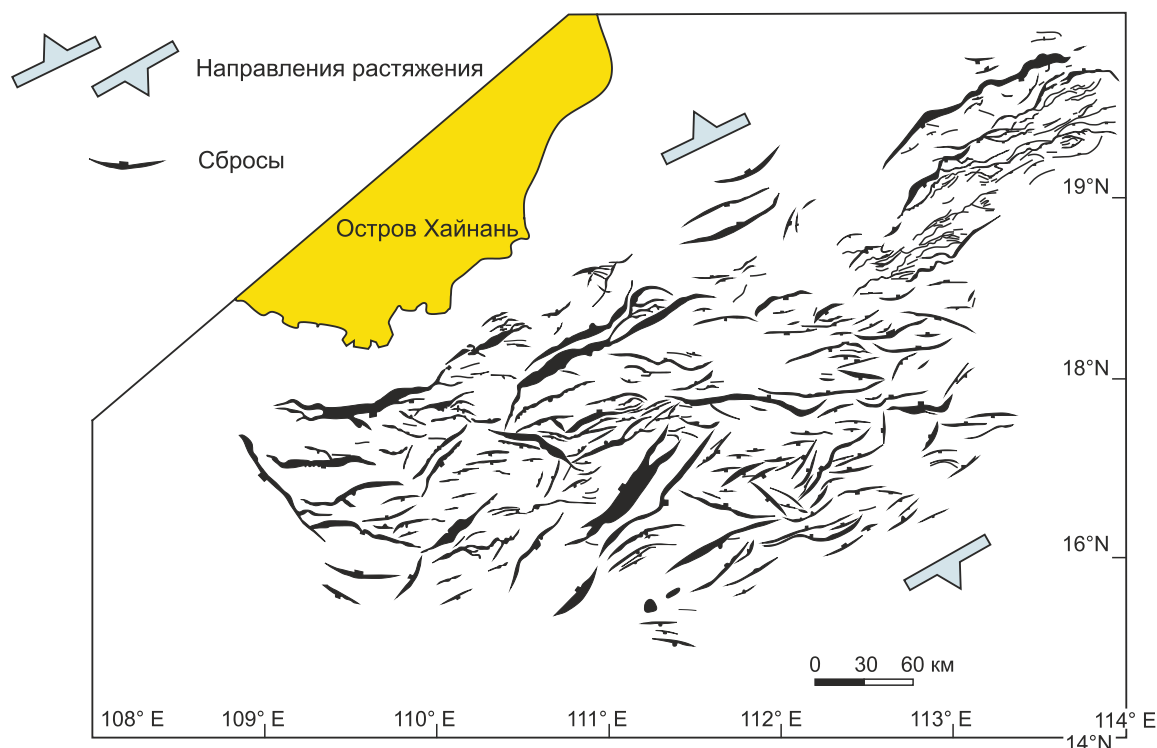 Направления растяжения
Сбросы
Остров Хайнань
19°N
18°N
16°N
0 30 60 км
108° E 109°E 110°E 111°E 112°E 113°E 114°E
14°N